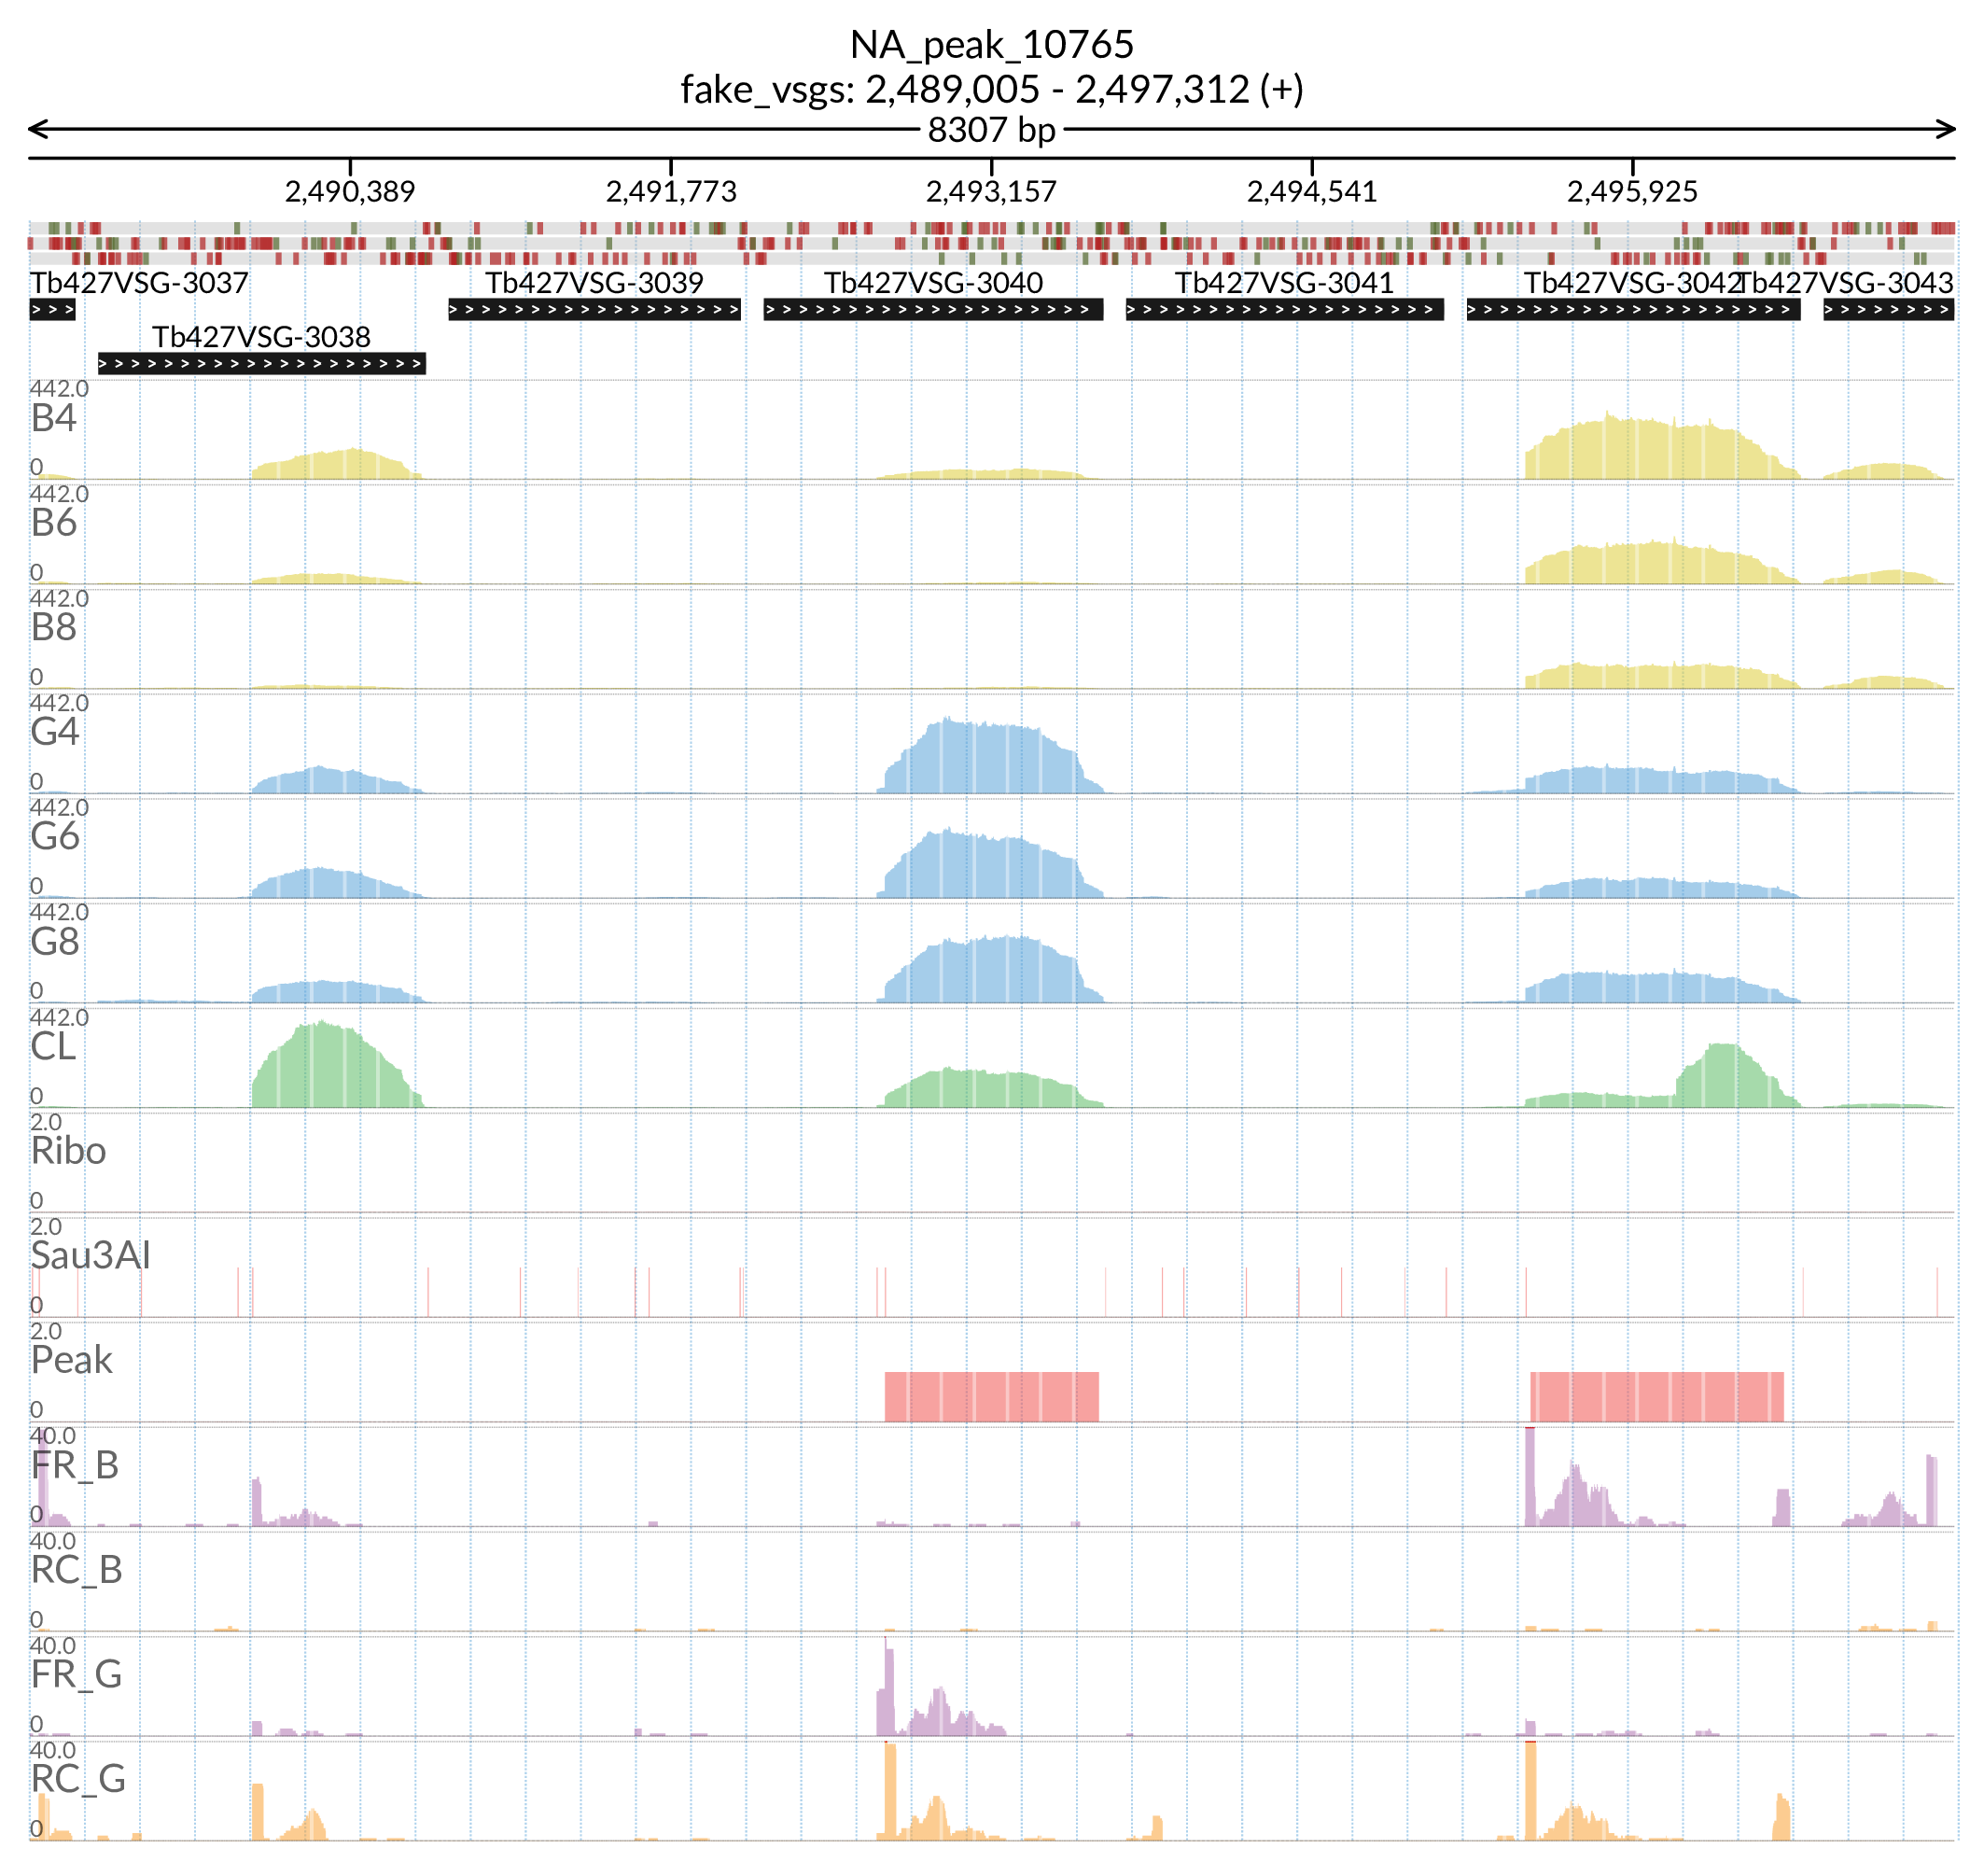 NA_peak_10765
fake_vsgs: 2,489,005 - 2,497,312 (+)
8307 bp
2,490,389 2,491,773 2,493,157 2,494,541 2,495,925
Tb427VSG-3037 Tb427VSG-3039 Tb427VSG-3040 Tb427VSG-3041 Tb427VSG-3042 Tb427VSG-3043
Tb427VSG-3038
442.0
B4
0
442.0
B6
0
442.0
B8
0
442.0
G4
0
442.0
G6
0
442.0
G8
0
442.0
CL
0
2.0
Ribo
0
2.0
Sau3AI
0
2.0
Peak
0
40.0
FR_B
0
40.0
RC_B
0
40.0
FR_G
0
40.0
RC_G
0